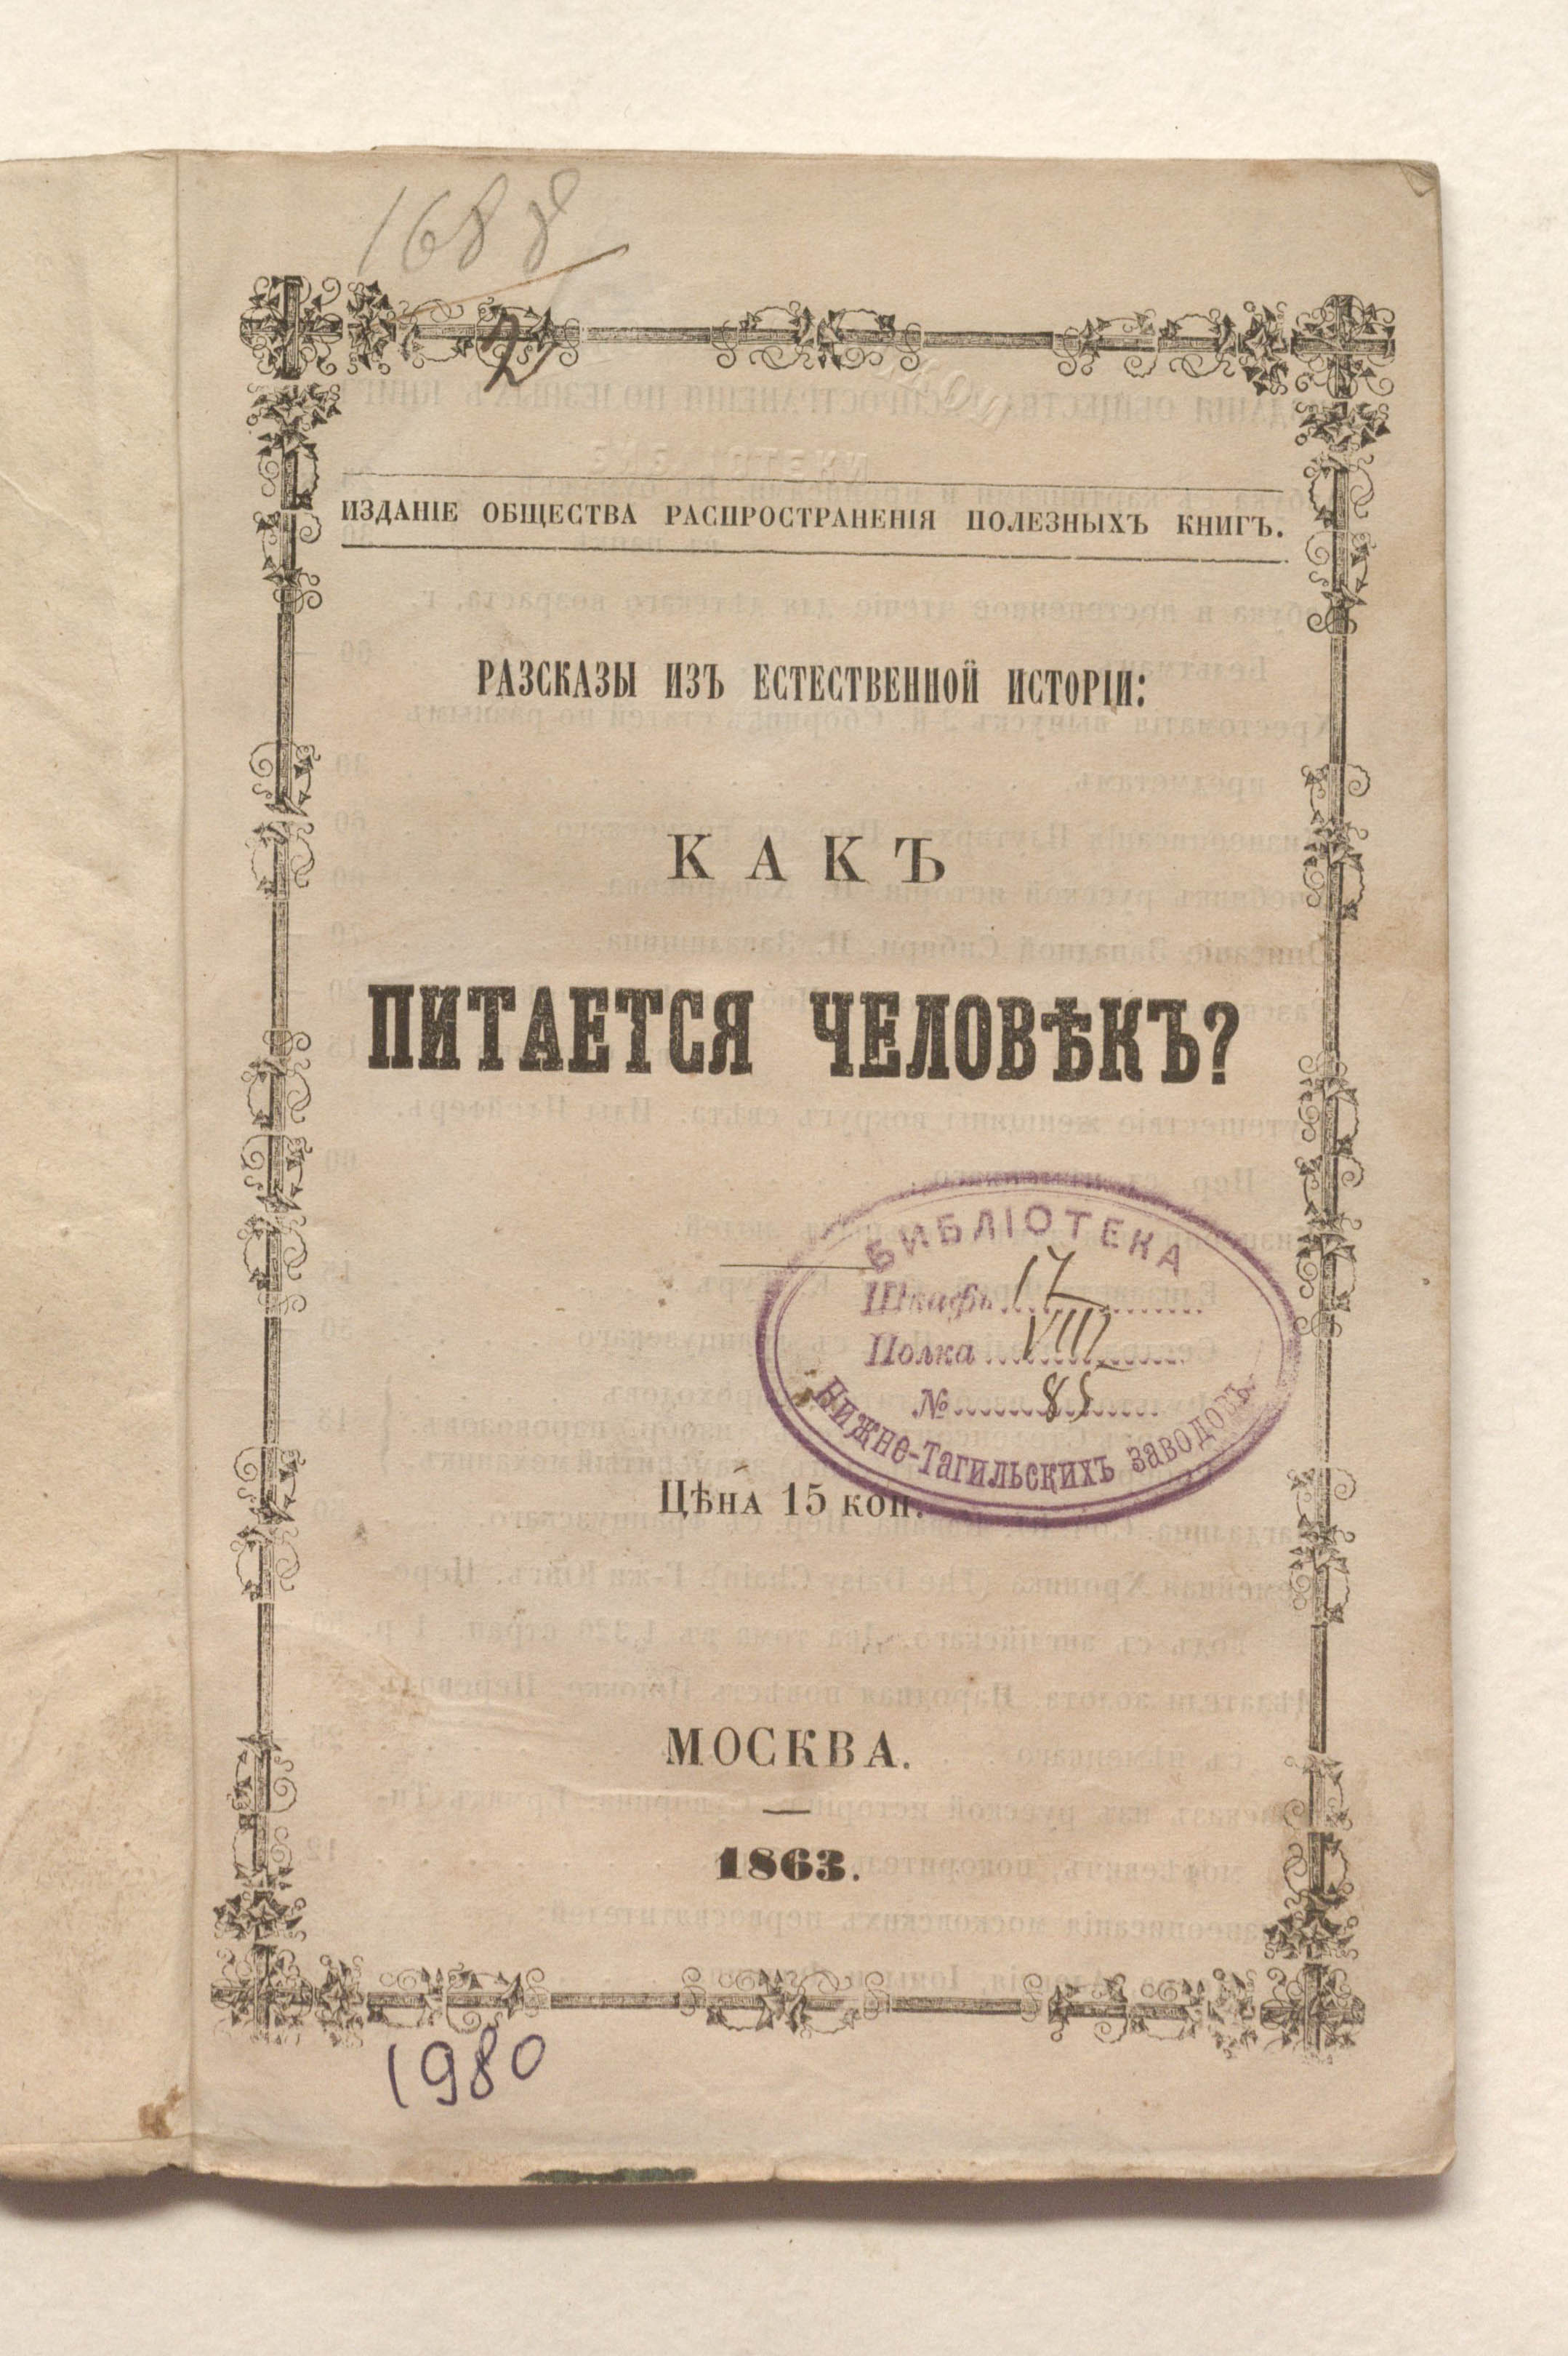 1688
2
ИЗДАНІЕ ОБЩЕСТВА РАСПРОСТРАНЕНІЯ ПОЛЕЗНЫХЪ КНИГЪ.
РАЗСКАЗЫ ИЗЪ ЕСТЕСТВЕННОЙ ИСТОРІИ:
КАКЪ
ПИТАЕТСЯ ЧЕЛОВѢКЪ?
БИБЛІОТЕКА
Шкафъ 17
Полка VIII
№ 85
Нижне-Тагильскихъ заводовъ
Цѣна 15 коп.
МОСКВА.
1863.
1980